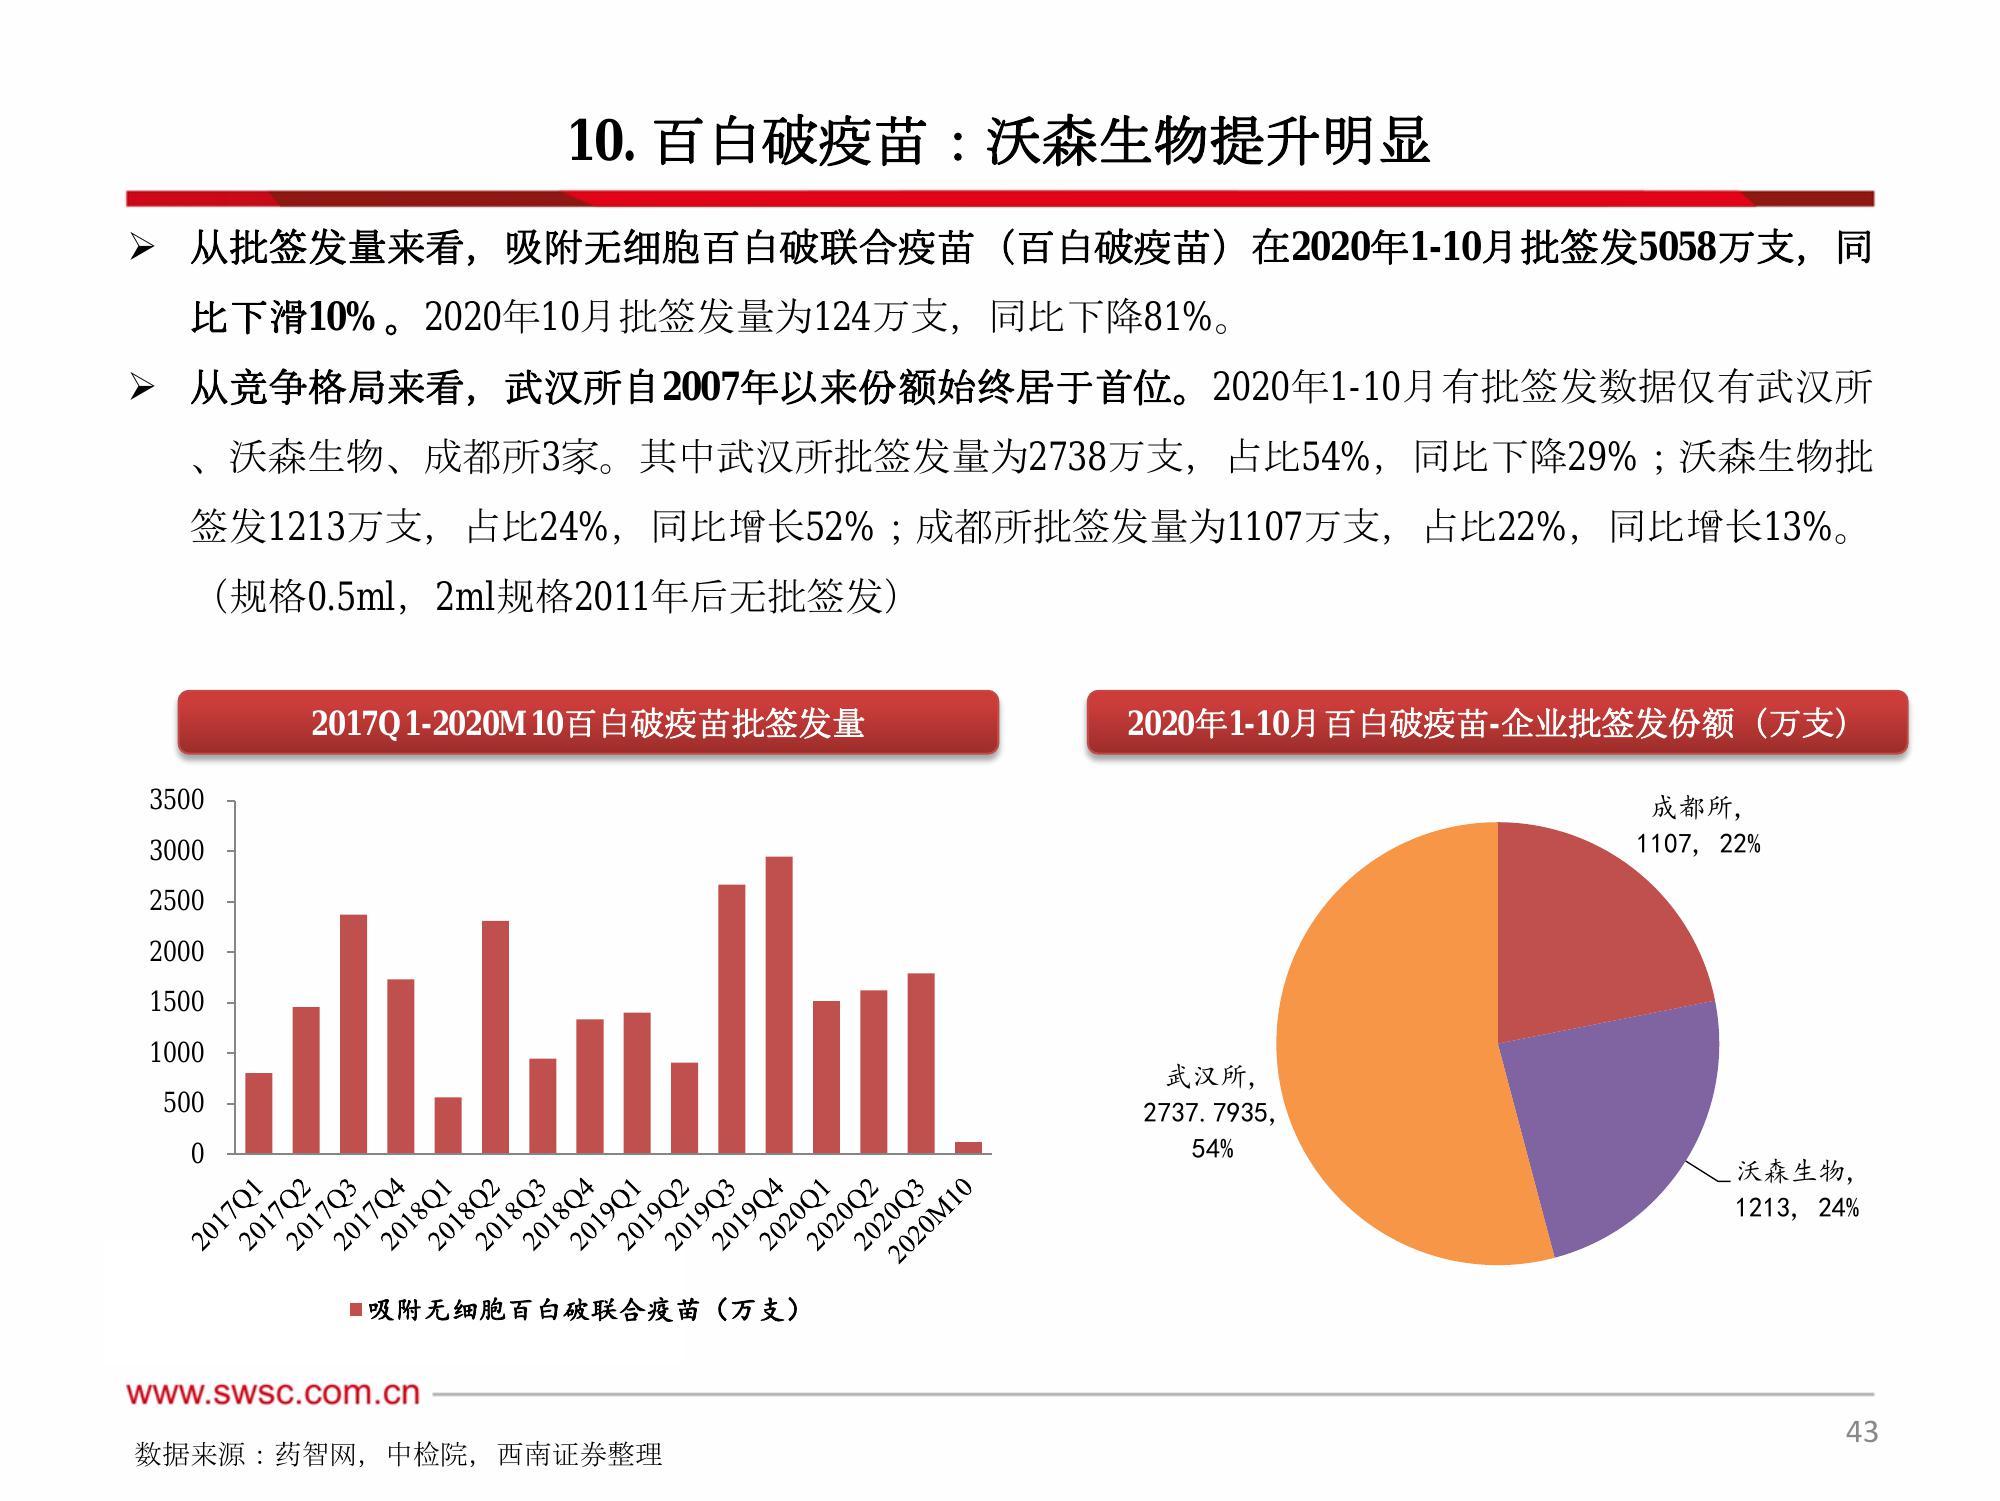 10. 百白破疫苗：沃森生物提升明显
➢ 从批签发量来看，吸附无细胞百白破联合疫苗（百白破疫苗）在2020年1-10月批签发5058万支，同
比下滑10%。2020年10月批签发量为124万支，同比下降81%。
➢ 从竞争格局来看，武汉所自2007年以来份额始终居于首位。2020年1-10月有批签发数据仅有武汉所
、沃森生物、成都所3家。其中武汉所批签发量为2738万支，占比54%，同比下降29%；沃森生物批
签发1213万支，占比24%，同比增长52%；成都所批签发量为1107万支，占比22%，同比增长13%。
（规格0.5ml，2ml规格2011年后无批签发）
2017Q1-2020M10百白破疫苗批签发量
3500
3000
2500
2000
1500
1000
500
0
2017Q1
2017Q2
2017Q3
2017Q4
2018Q1
2018Q2
2018Q3
2018Q4
2019Q1
2019Q2
2019Q3
2019Q4
2020Q1
2020Q2
2020Q3
2020M10
吸附无细胞百白破联合疫苗（万支）
2020年1-10月百白破疫苗-企业批签发份额（万支）
成都所，
1107, 22%
武汉所，
2737.7935,
54%
沃森生物，
1213, 24%
www.swsc.com.cn
数据来源：药智网，中检院，西南证券整理
43